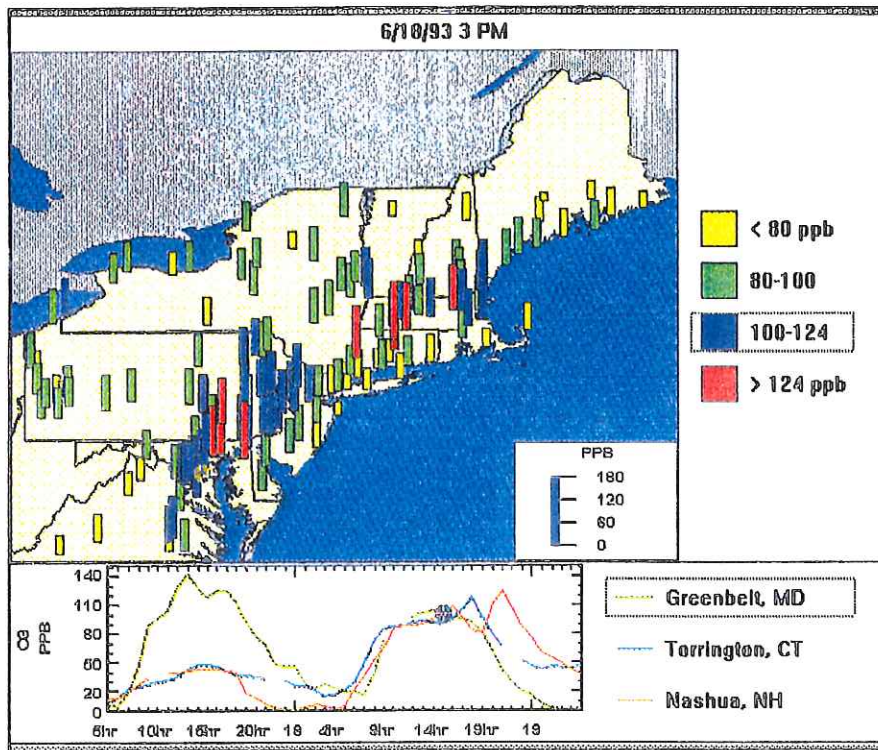 6/18/93 3 PM
< 80 ppb
80-100
100-124
> 124 ppb
PPB
180
120
60
0
140
110
80
60
20
0
O3
PPB
6hr 10hr 15hr 20hr 18 4hr 9hr 14hr 19hr 19
Greenbelt, MD
Torrington, CT
Nashua, NH